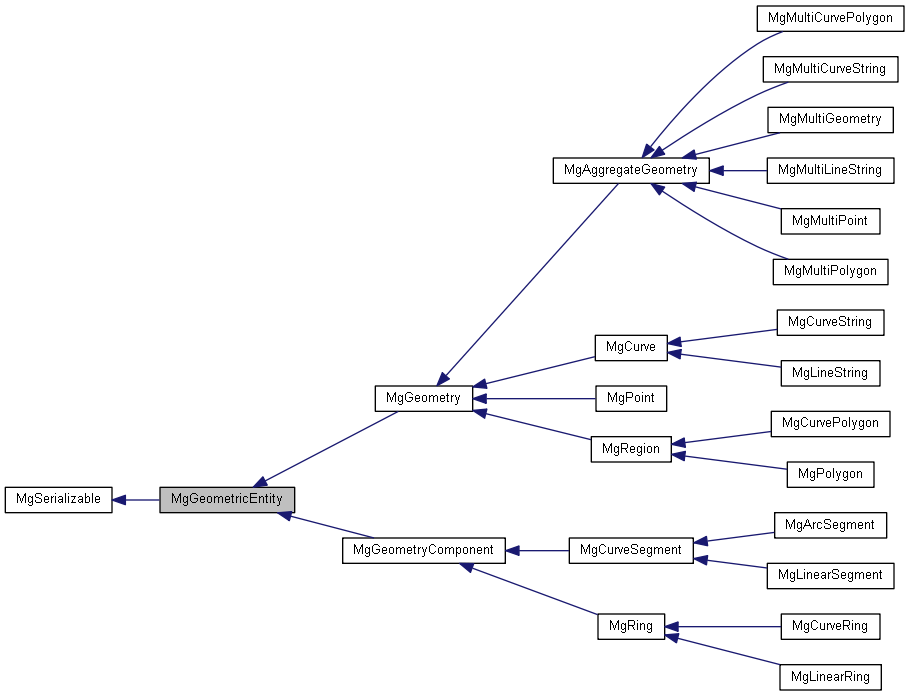 MgMultiCurvePolygon
MgMultiCurveString
MgMultiGeometry
MgAggregateGeometry
MgMultiLineString
MgMultiPoint
MgMultiPolygon
MgCurveString
MgCurve
MgLineString
MgGeometry
MgPoint
MgCurvePolygon
MgRegion
MgPolygon
MgSerializable
MgGeometricEntity
MgArcSegment
MgGeometryComponent
MgCurveSegment
MgLinearSegment
MgRing
MgCurveRing
MgLinearRing